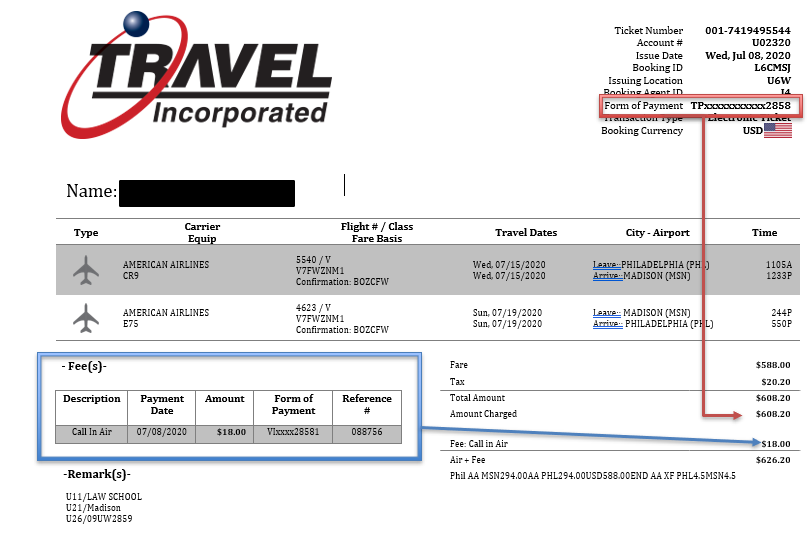 TRAVEL
Incorporated
Ticket Number 001-7419495544
Account # U02320
Issue Date Wed, Jul 08, 2020
Booking ID L6CMSJ
Issuing Location U6W
Booking Agent ID J4
Form of Payment TPxxxxxxxxxxx2858
Transaction Type Electronic Ticket
Booking Currency USD
Name:
Type Carrier Equip Flight # / Class Fare Basis Travel Dates City - Airport Time
AMERICAN AIRLINES 5540 / V Wed, 07/15/2020 Leave::PHILADELPHIA (PHL) 1105A
CR9 V7FWZNM1 Wed, 07/15/2020 Arrive::MADISON (MSN) 1233P
Confirmation: BOZCFW
AMERICAN AIRLINES 4623 / V Sun, 07/19/2020 Leave:: MADISON (MSN) 244P
E75 V7FWZNM1 Sun, 07/19/2020 Arrive:: PHILADELPHIA (PHL) 550P
Confirmation: BOZCFW
- Fee(s)-
Description Payment Date Amount Form of Payment Reference #
Call In Air 07/08/2020 $18.00 VIxxxx28581 088756
Fare $588.00
Tax $20.20
Total Amount $608.20
Amount Charged $608.20
Fee: Call in Air $18.00
Air + Fee $626.20
Phil AA MSN294.00AA PHL294.00USD588.00END AA XF PHL4.5MSN4.5
-Remark(s)-
U11/LAW SCHOOL
U21/Madison
U26/09UW2859